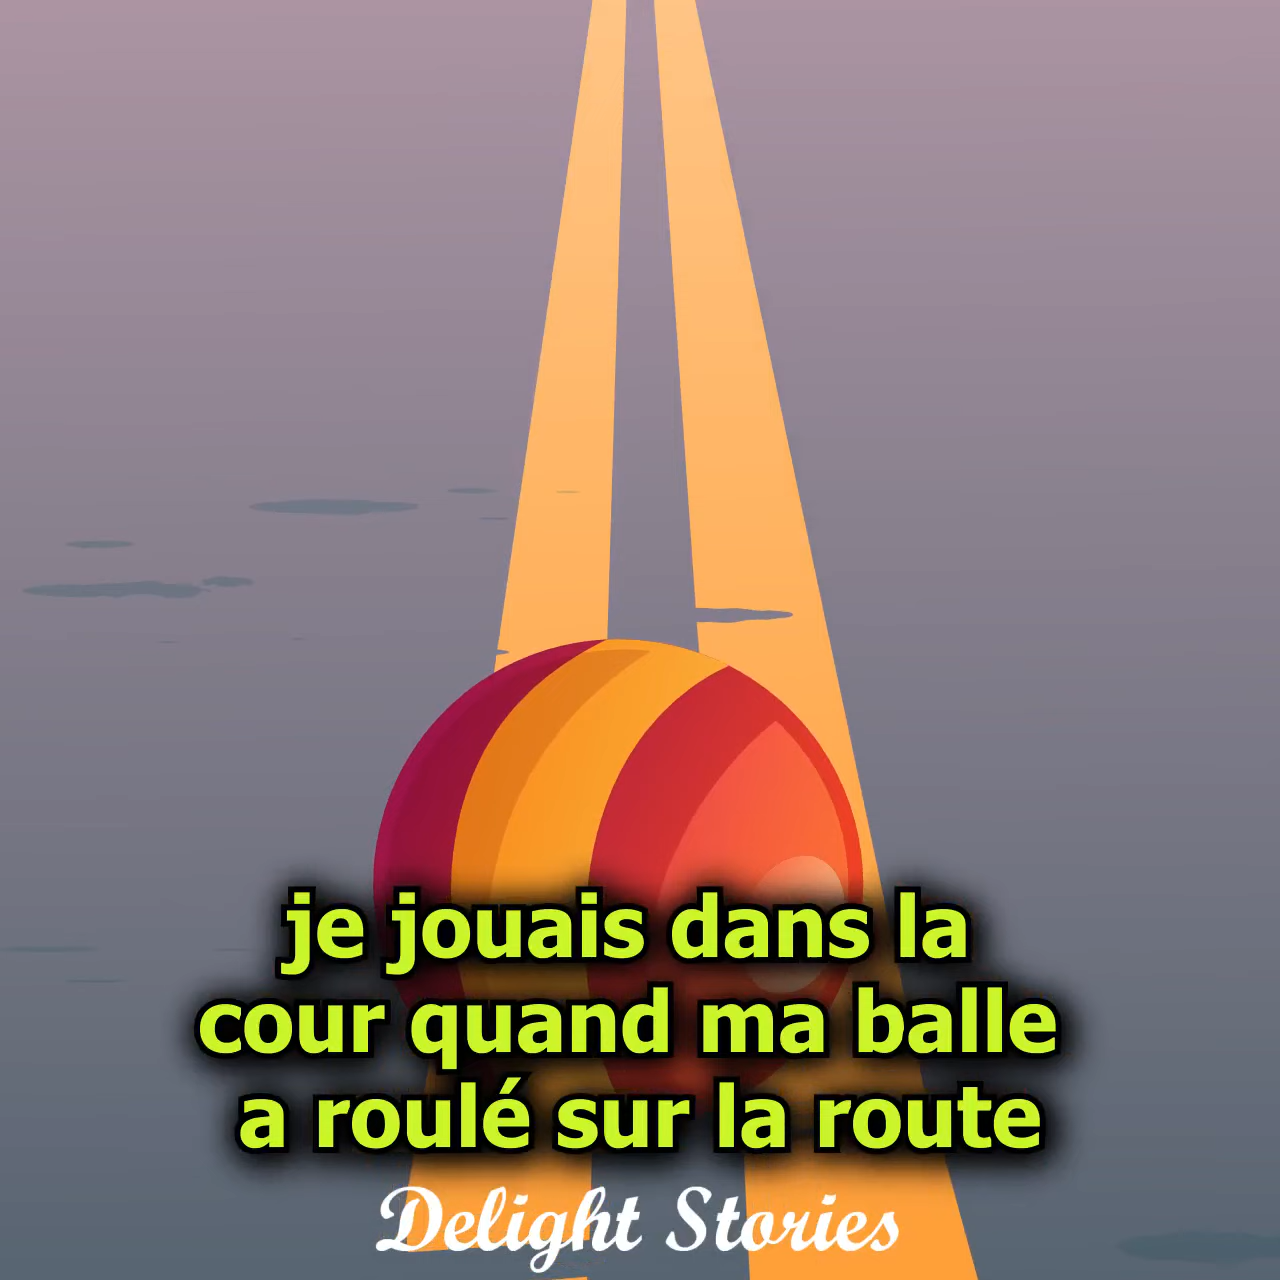 je jouais dans la
cour quand ma balle
a roulé sur la route
Delight Stories